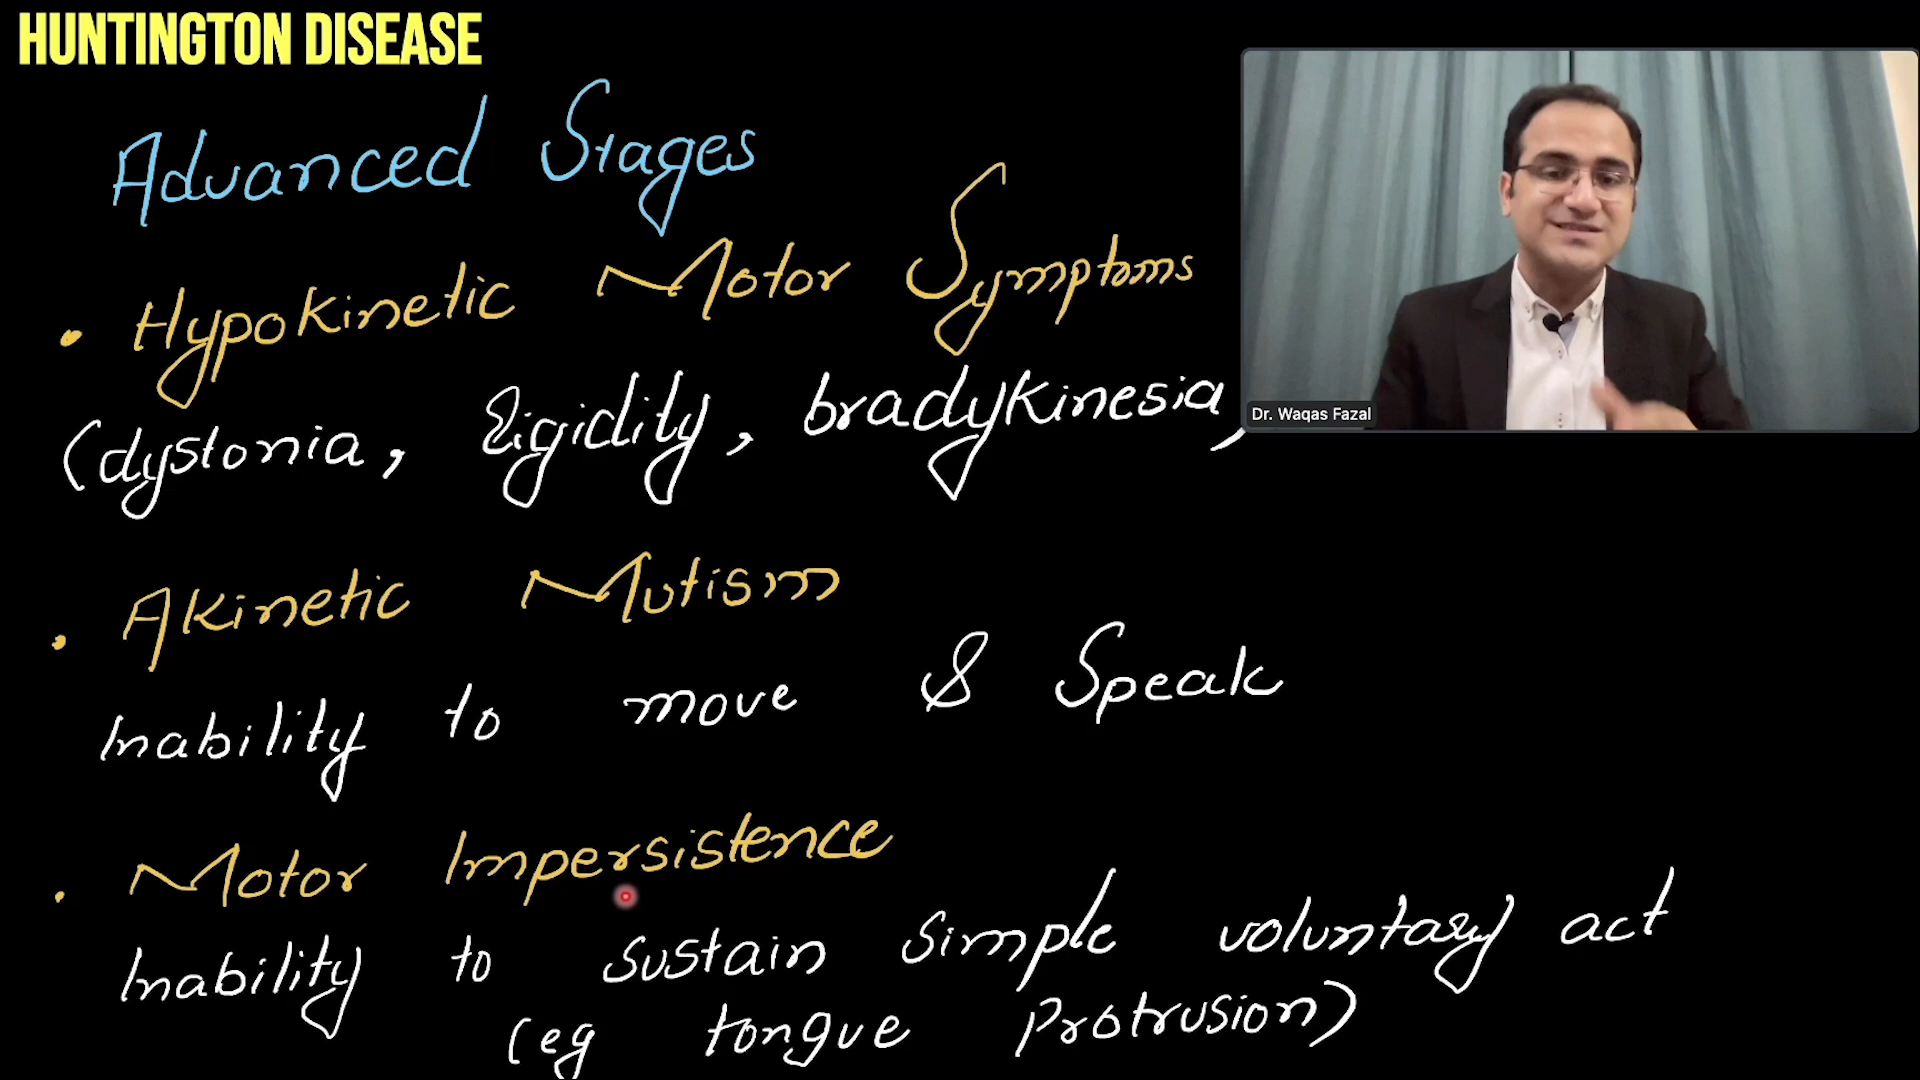 HUNTINGTON DISEASE
Advanced Stages
• Hypokinetic Motor Symptoms
(dystonia, Rigidity, bradykinesia,
Dr. Waqas Fazal
• Akinetic Mutism
Inability to move & Speak
• Motor Impersistence
Inability to sustain simple voluntary act
(eg tongue Protrusion)